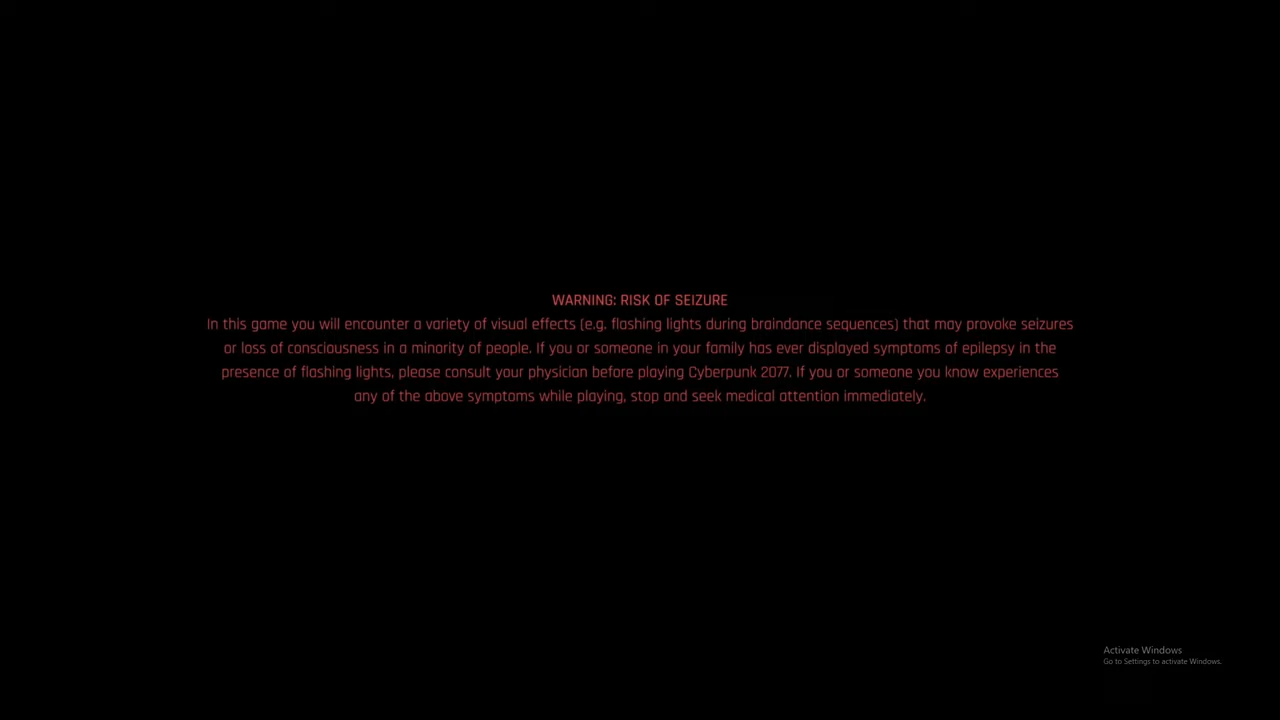 WARNING: RISK OF SEIZURE
In this game you will encounter a variety of visual effects (e.g. flashing lights during braindance sequences) that may provoke seizures
or loss of consciousness in a minority of people. If you or someone in your family has ever displayed symptoms of epilepsy in the
presence of flashing lights, please consult your physician before playing Cyberpunk 2077. If you or someone you know experiences
any of the above symptoms while playing, stop and seek medical attention immediately.
Activate Windows
Go to Settings to activate Windows.